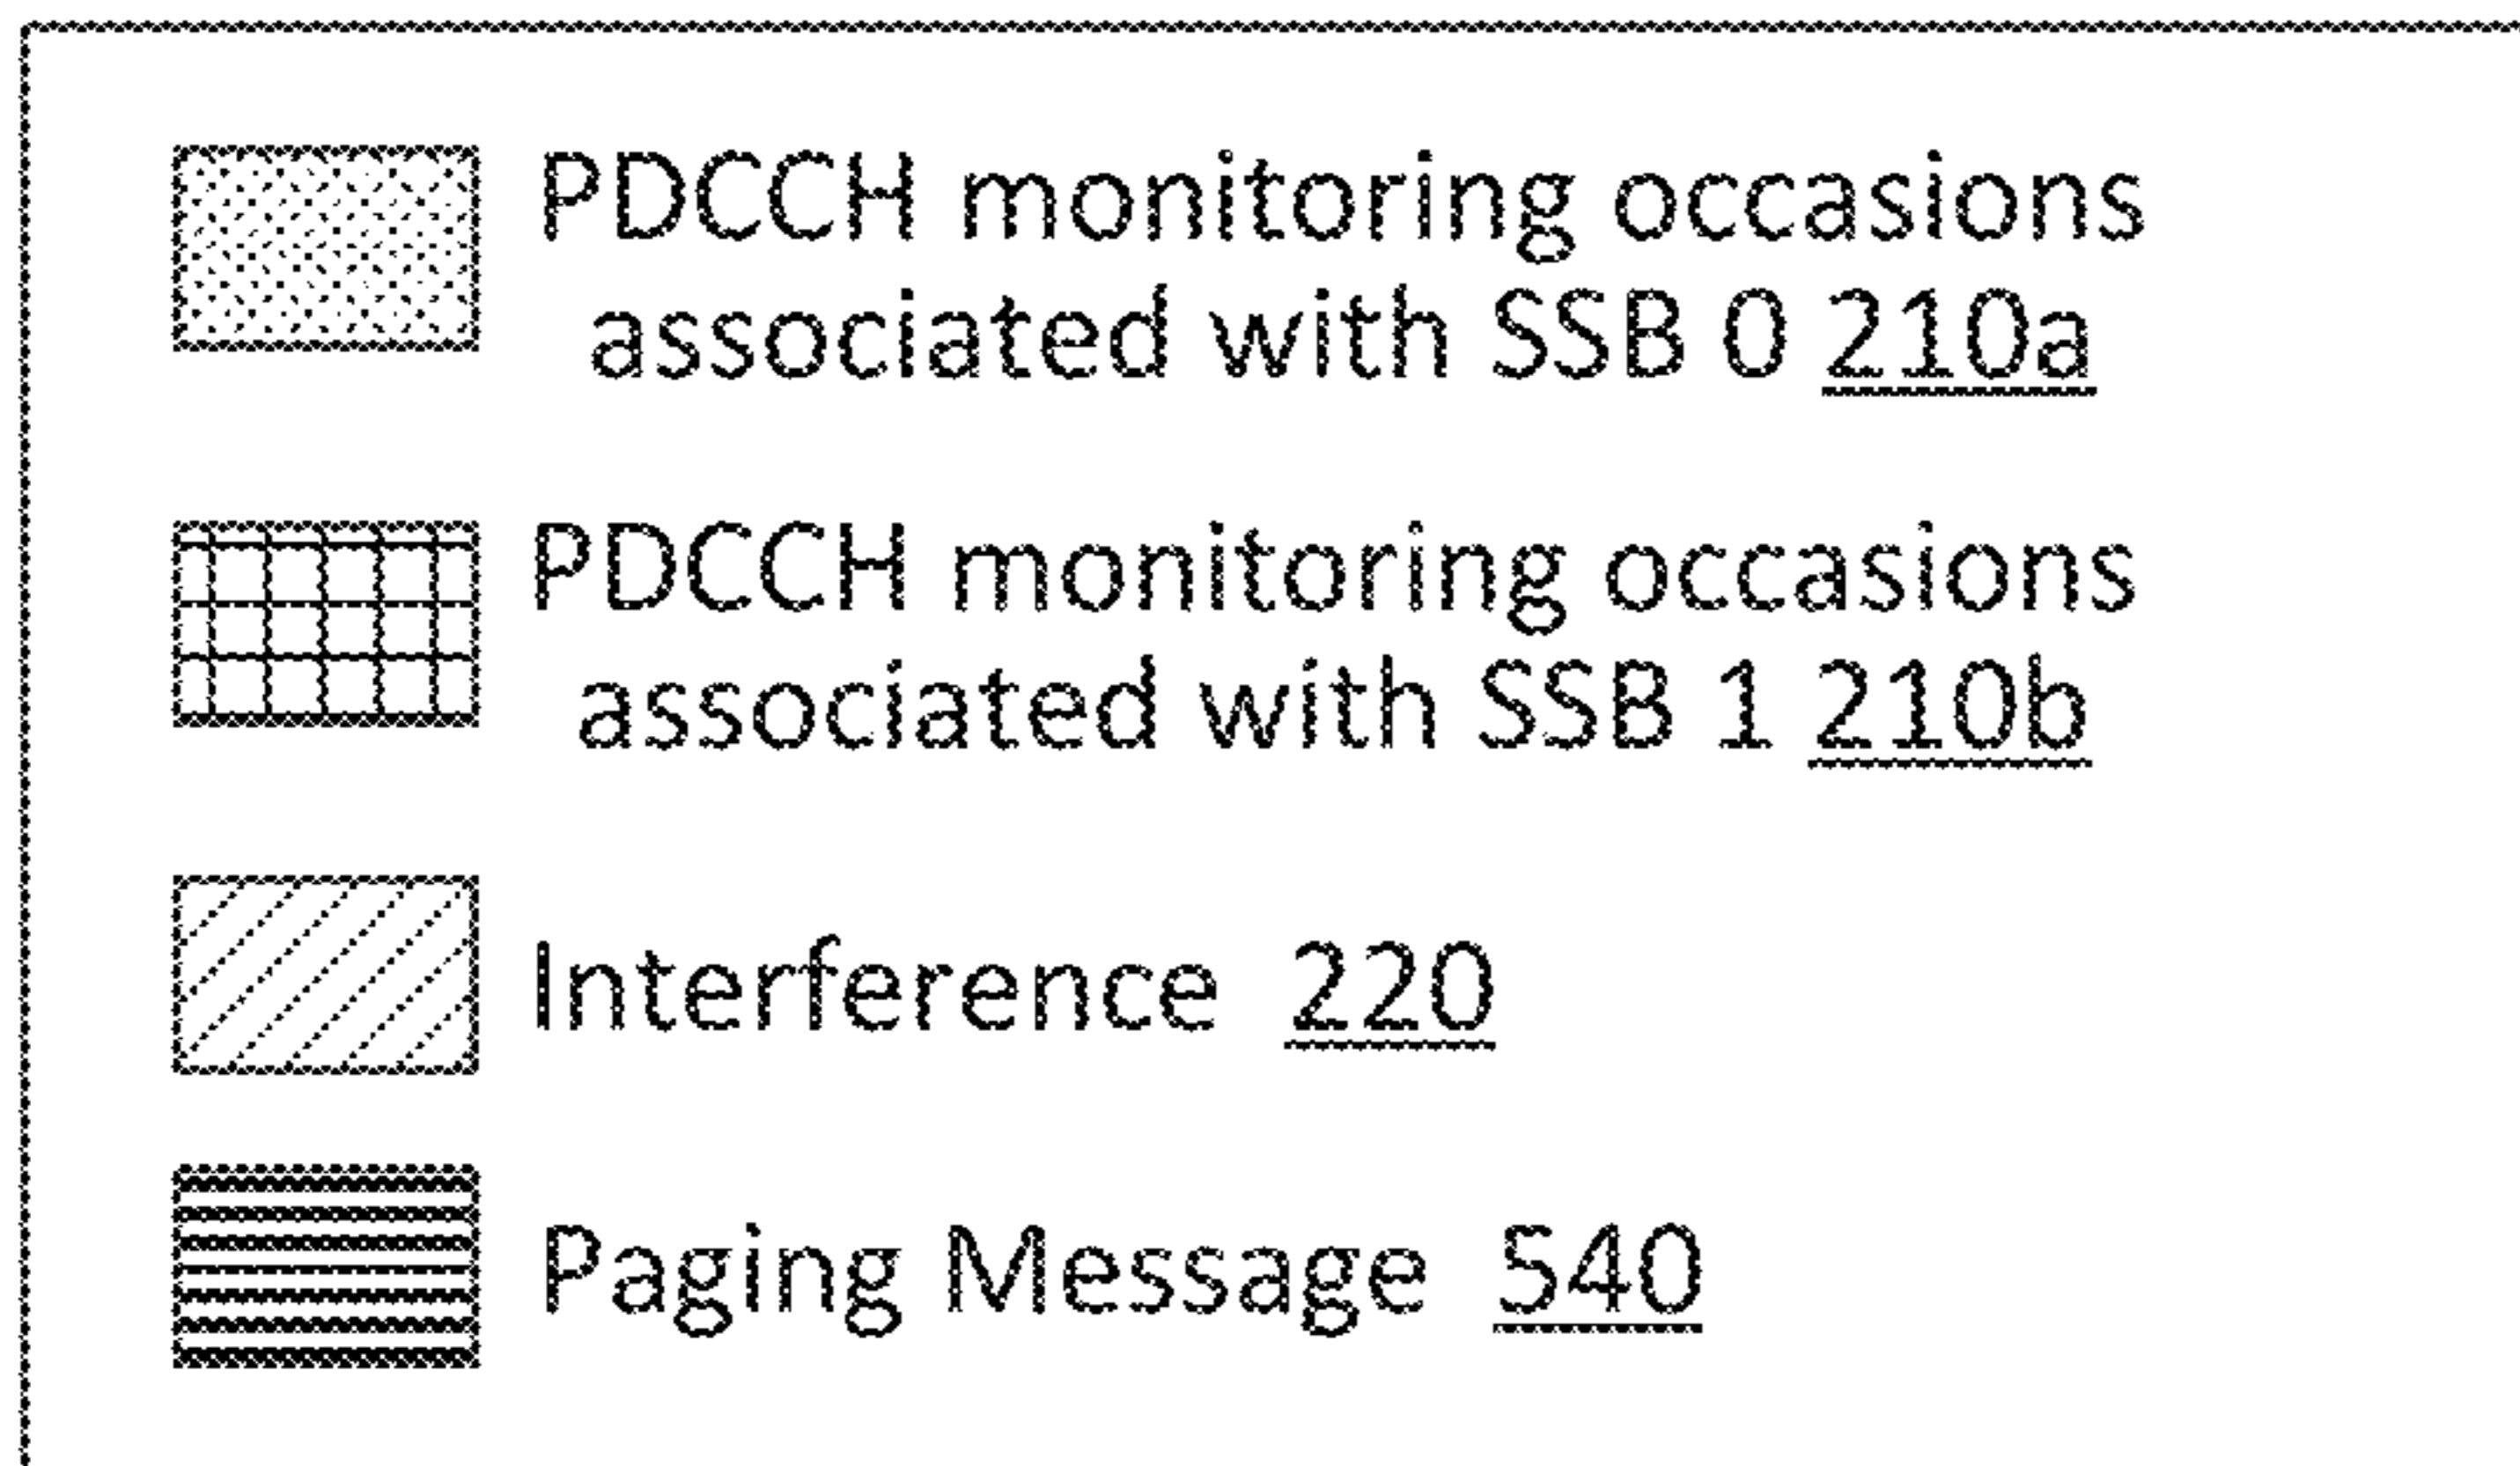 PDCCH monitoring occasions
associated with SSB 0 210a
PDCCH monitoring occasions
associated with SSB 1 210b
Interference 220
Paging Message 540